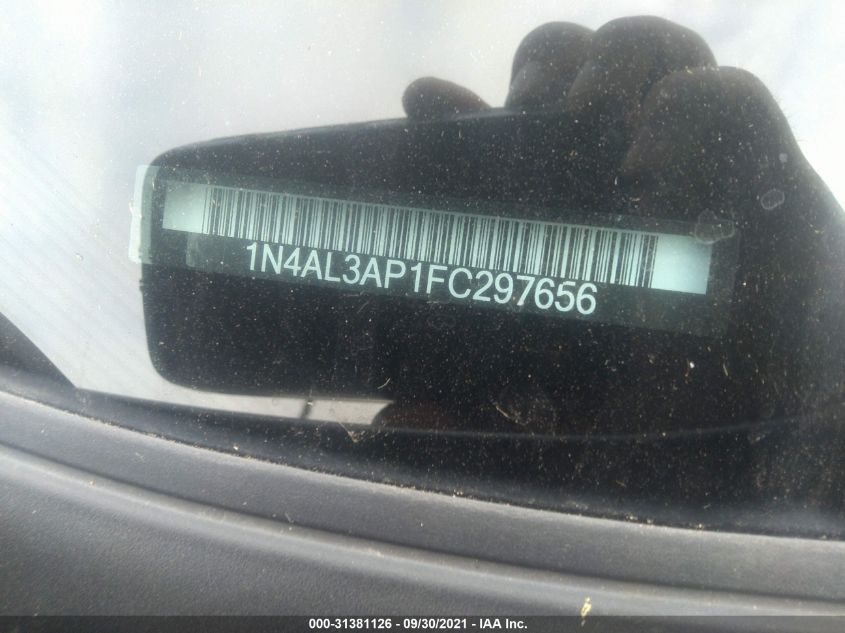 1N4AL3AP1FC297656
000-31381126 - 09/30/2021 - IAA Inc.